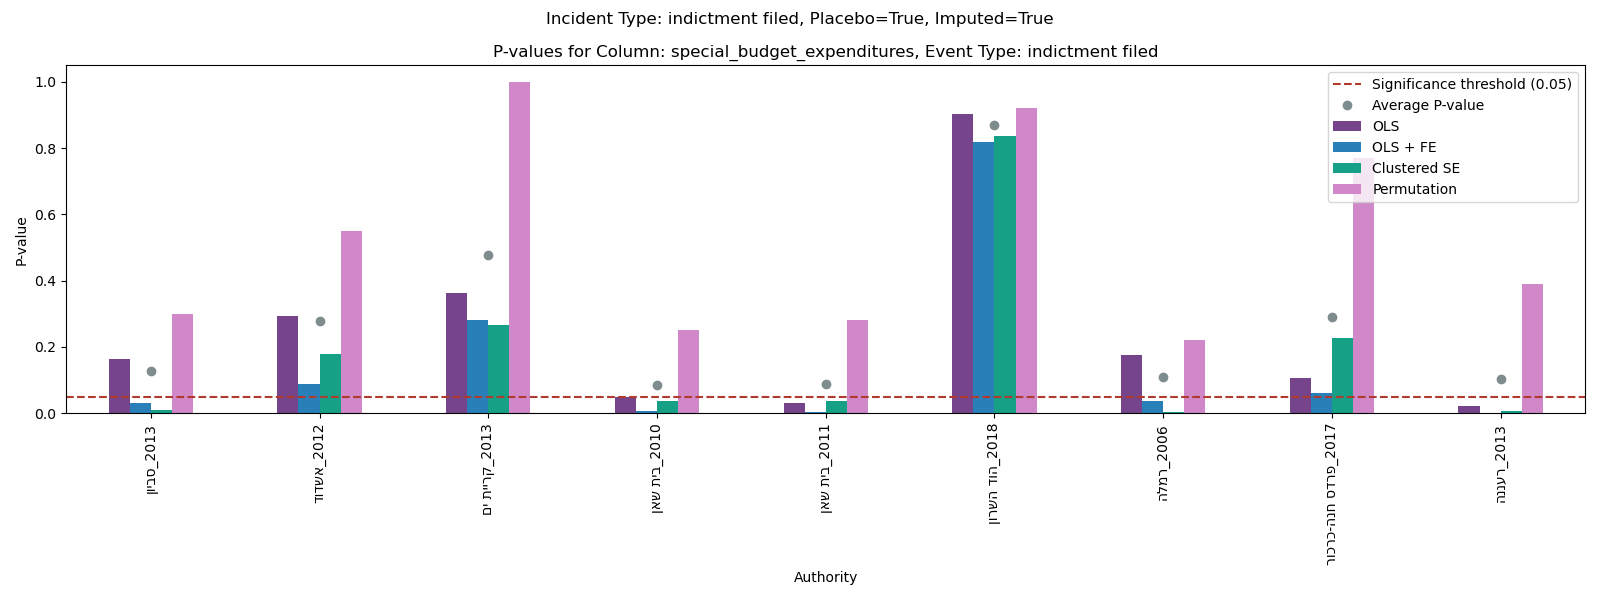 Incident Type: indictment filed, Placebo=True, Imputed=True
P-values for Column: special_budget_expenditures, Event Type: indictment filed
1.0
0.8
0.6
0.4
0.2
0.0
P-value
Significance threshold (0.05)
Average P-value
OLS
OLS + FE
Clustered SE
Permutation
סביון_2013
אשדוד_2012
קריית ים_2013
בית שאן_2010
בית שאן_2011
הוד השרון_2018
רמלה_2006
פרדס חנה-כרכור_2017
רעננה_2013
Authority